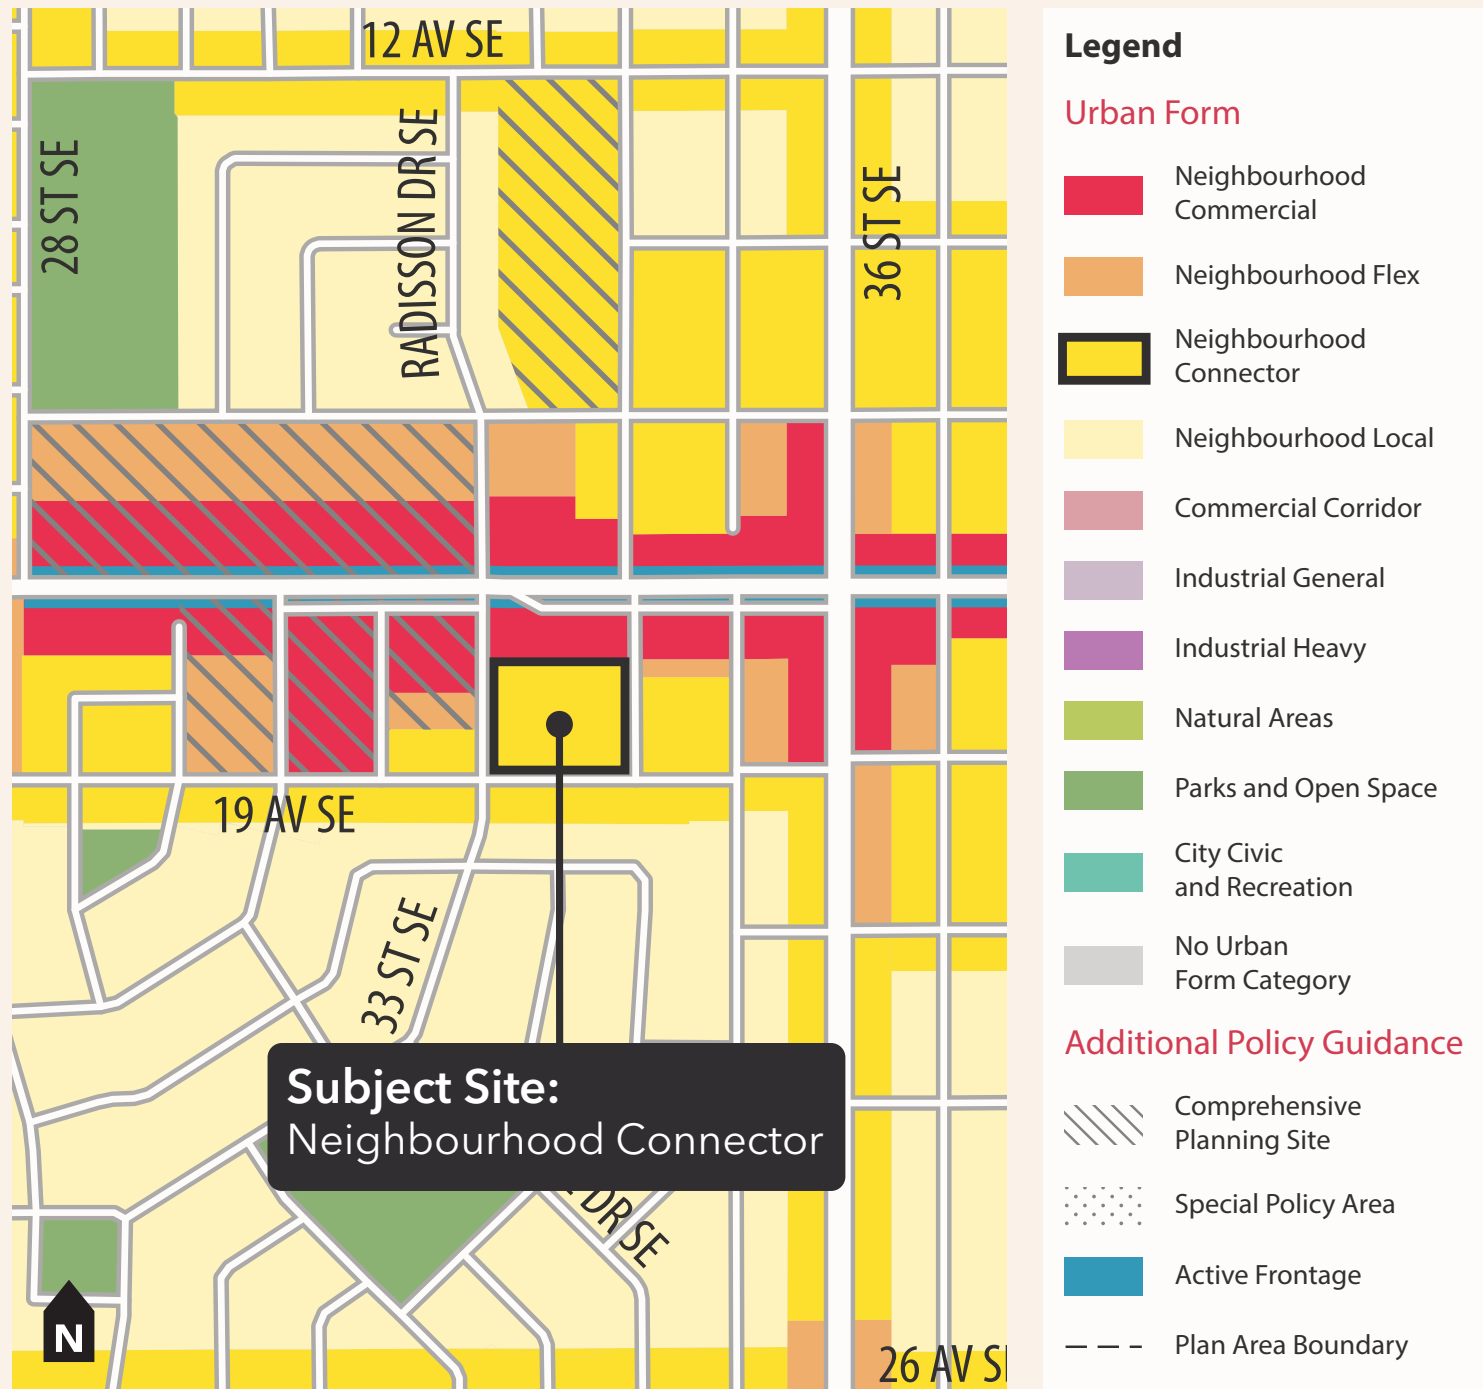 12 AV SE
28 ST SE
RADISSON DR SE
36 ST SE
19 AV SE
33 ST SE
Subject Site:
Neighbourhood Connector
DR SE
26 AV S
N
Legend
Urban Form
Neighbourhood
Commercial
Neighbourhood Flex
Neighbourhood
Connector
Neighbourhood Local
Commercial Corridor
Industrial General
Industrial Heavy
Natural Areas
Parks and Open Space
City Civic
and Recreation
No Urban
Form Category
Additional Policy Guidance
Comprehensive
Planning Site
Special Policy Area
Active Frontage
Plan Area Boundary